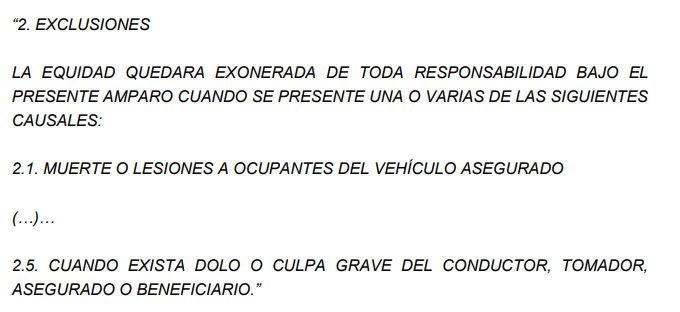 “2. EXCLUSIONES
LA EQUIDAD QUEDARA EXONERADA DE TODA RESPONSABILIDAD BAJO EL
PRESENTE AMPARO CUANDO SE PRESENTE UNA O VARIAS DE LAS SIGUIENTES
CAUSALES:
2.1. MUERTE O LESIONES A OCUPANTES DEL VEHÍCULO ASEGURADO
(…)…
2.5. CUANDO EXISTA DOLO O CULPA GRAVE DEL CONDUCTOR, TOMADOR,
ASEGURADO O BENEFICIARIO.”